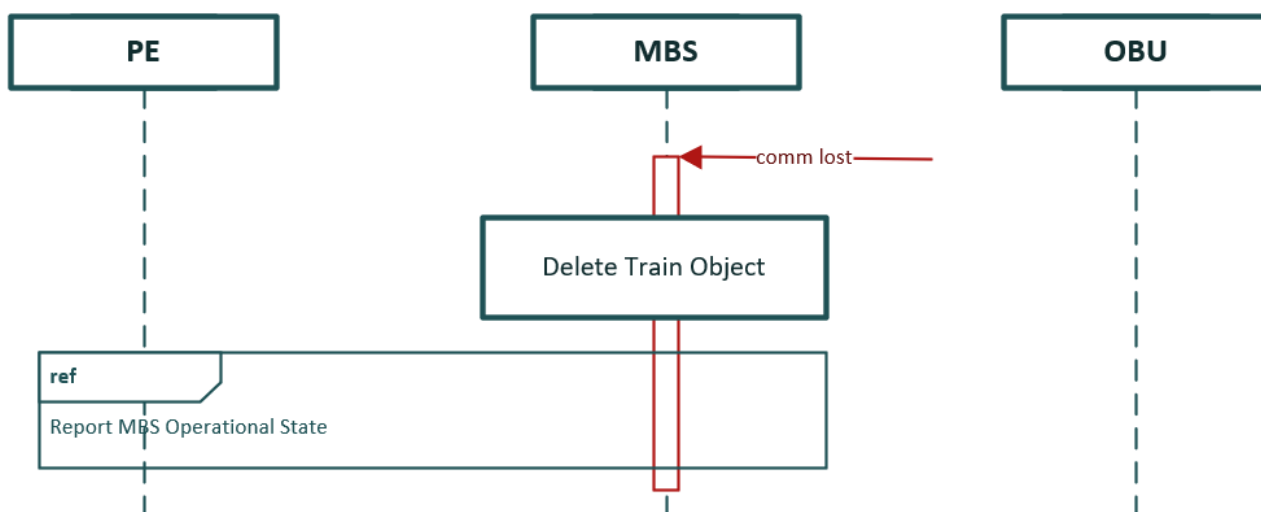 PE
MBS
OBU
comm lost
Delete Train Object
ref
Report MBS Operational State